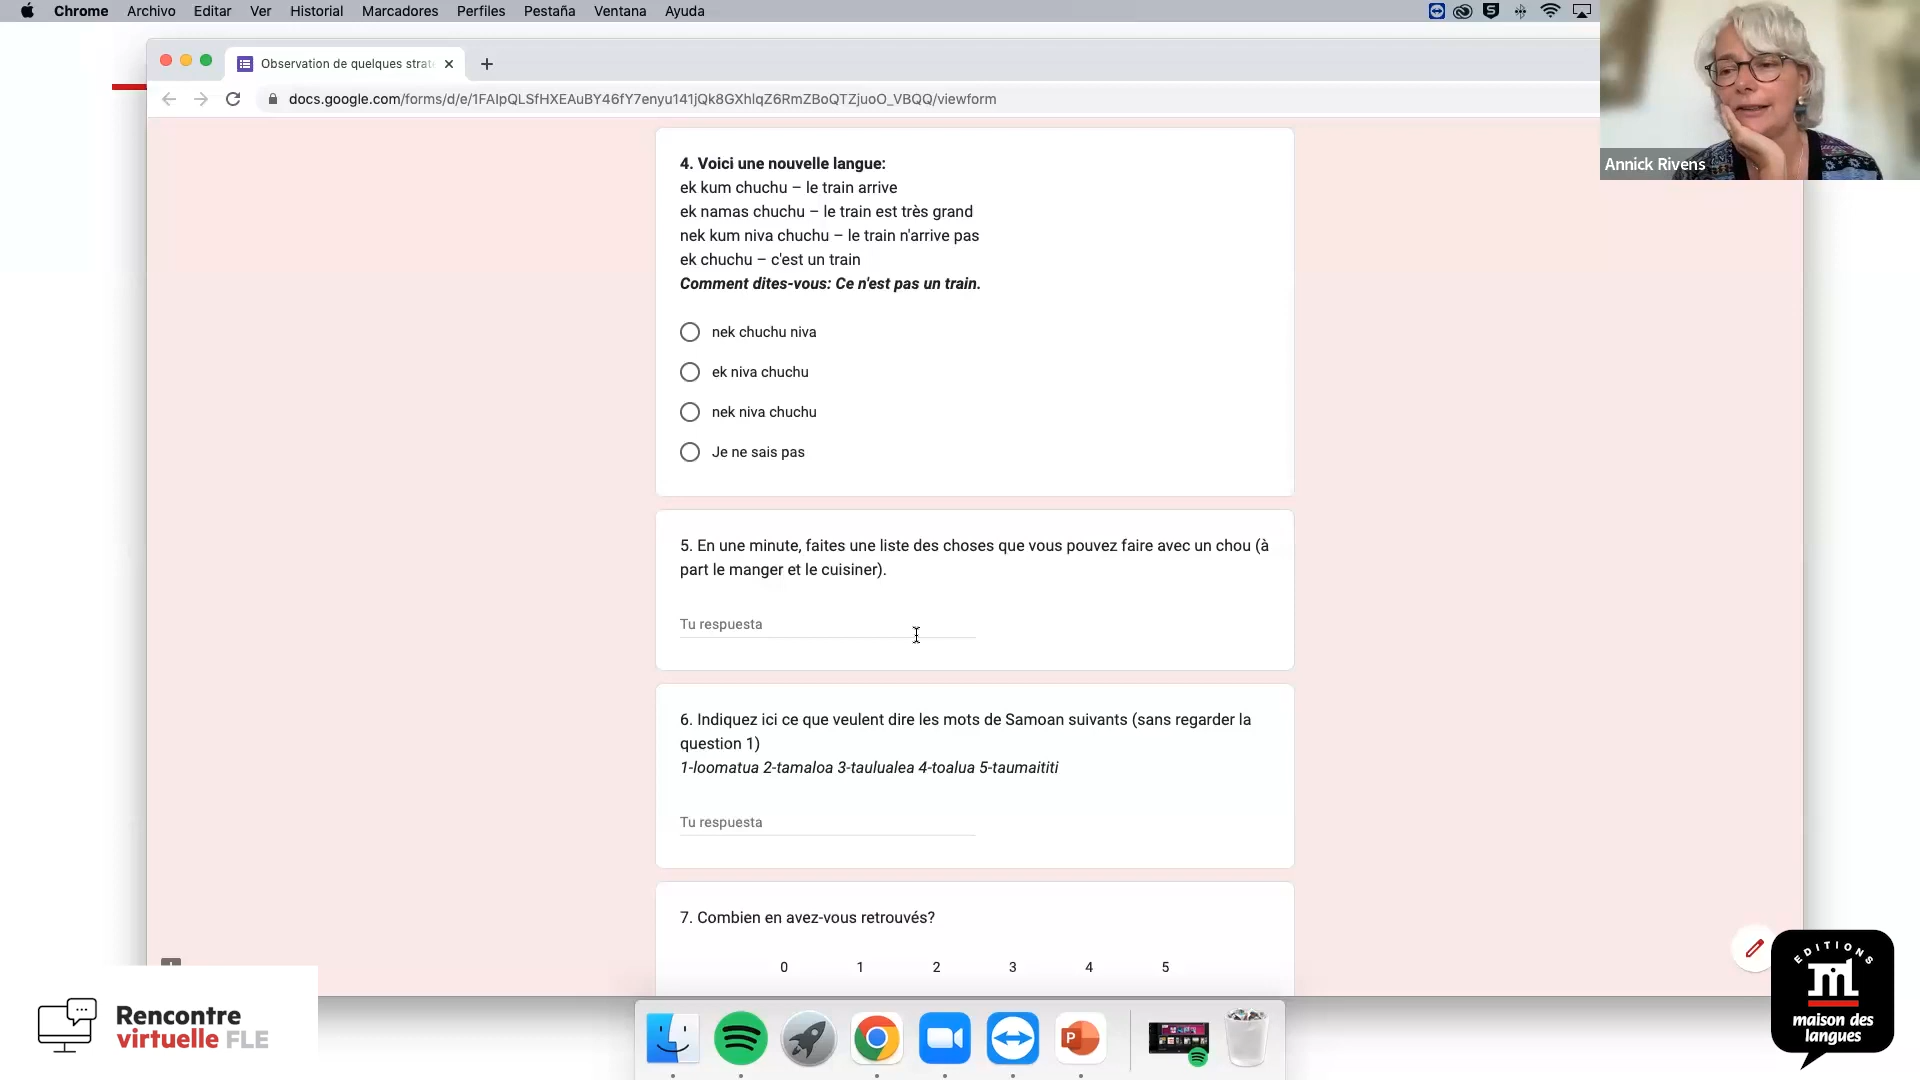 Chrome Archivo Editar Ver Historial Marcadores Perfiles Pestaña Ventana Ayuda
Observation de quelques strat
docs.google.com/forms/d/e/1FAIpQLSfHXEAuBY46fY7enyu141jQk8GXhlqZ6RmZBoQTZjuoO_VBQQ/viewform
Annick Rivens
4. Voici une nouvelle langue:
ek kum chuchu – le train arrive
ek namas chuchu – le train est très grand
nek kum niva chuchu – le train n'arrive pas
ek chuchu – c'est un train
Comment dites-vous: Ce n'est pas un train.
nek chuchu niva
ek niva chuchu
nek niva chuchu
Je ne sais pas
5. En une minute, faites une liste des choses que vous pouvez faire avec un chou (à
part le manger et le cuisiner).
Tu respuesta
6. Indiquez ici ce que veulent dire les mots de Samoan suivants (sans regarder la
question 1)
1-loomatua 2-tamaloa 3-taulualea 4-toalua 5-taumaititi
Tu respuesta
7. Combien en avez-vous retrouvés?
0 1 2 3 4 5
Rencontre
virtuelle FLE
EDITIONS
maison des
langues